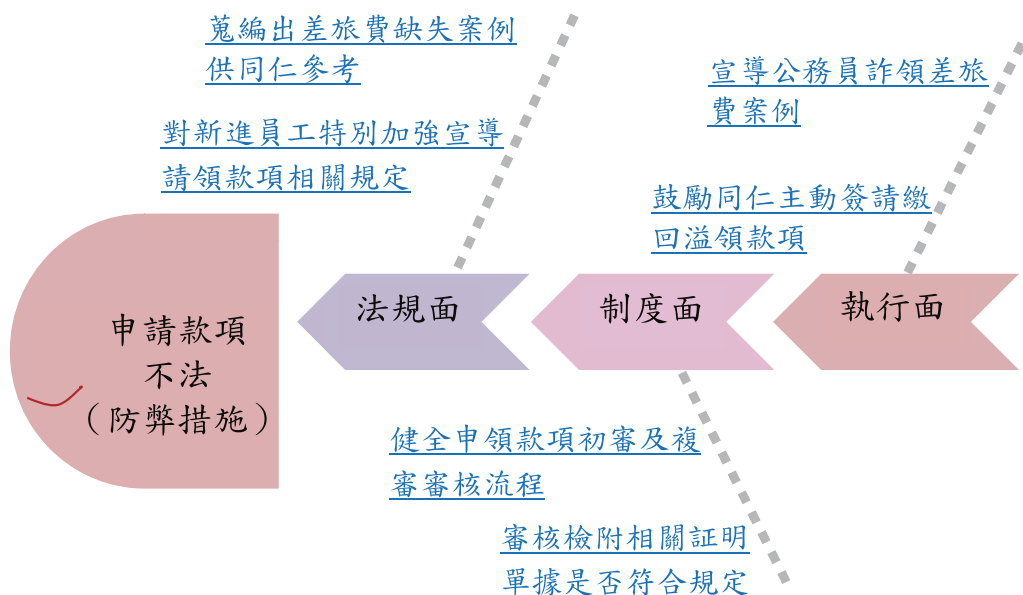 蒐編出差旅費缺失案例
供同仁參考
對新進員工特別加強宣導
請領款項相關規定
宣導公務員詐領差旅
費案例
鼓勵同仁主動簽請繳
回溢領款項
申請款項
不法
（防弊措施）
法規面
制度面
執行面
健全申領款項初審及複
審審核流程
審核檢附相關証明
單據是否符合規定